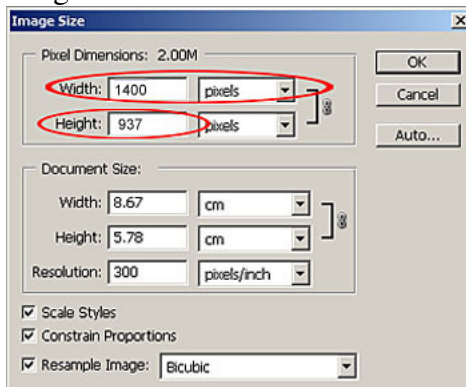 Image Size
Pixel Dimensions: 2.00M
Width: 1400 pixels
Height: 937 pixels
OK
Cancel
Auto...
Document Size:
Width: 8.67 cm
Height: 5.78 cm
Resolution: 300 pixels/inch
Scale Styles
Constrain Proportions
Resample Image: Bicubic